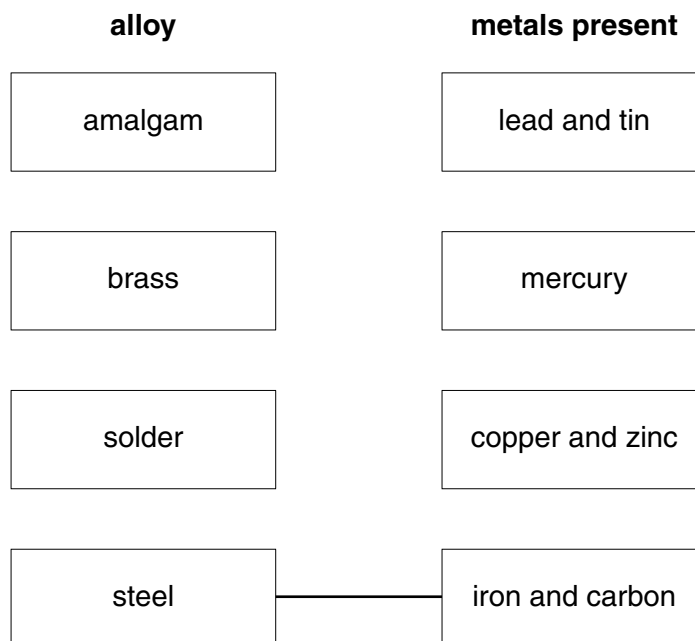 alloy
metals present
amalgam
lead and tin
brass
mercury
solder
copper and zinc
steel
iron and carbon